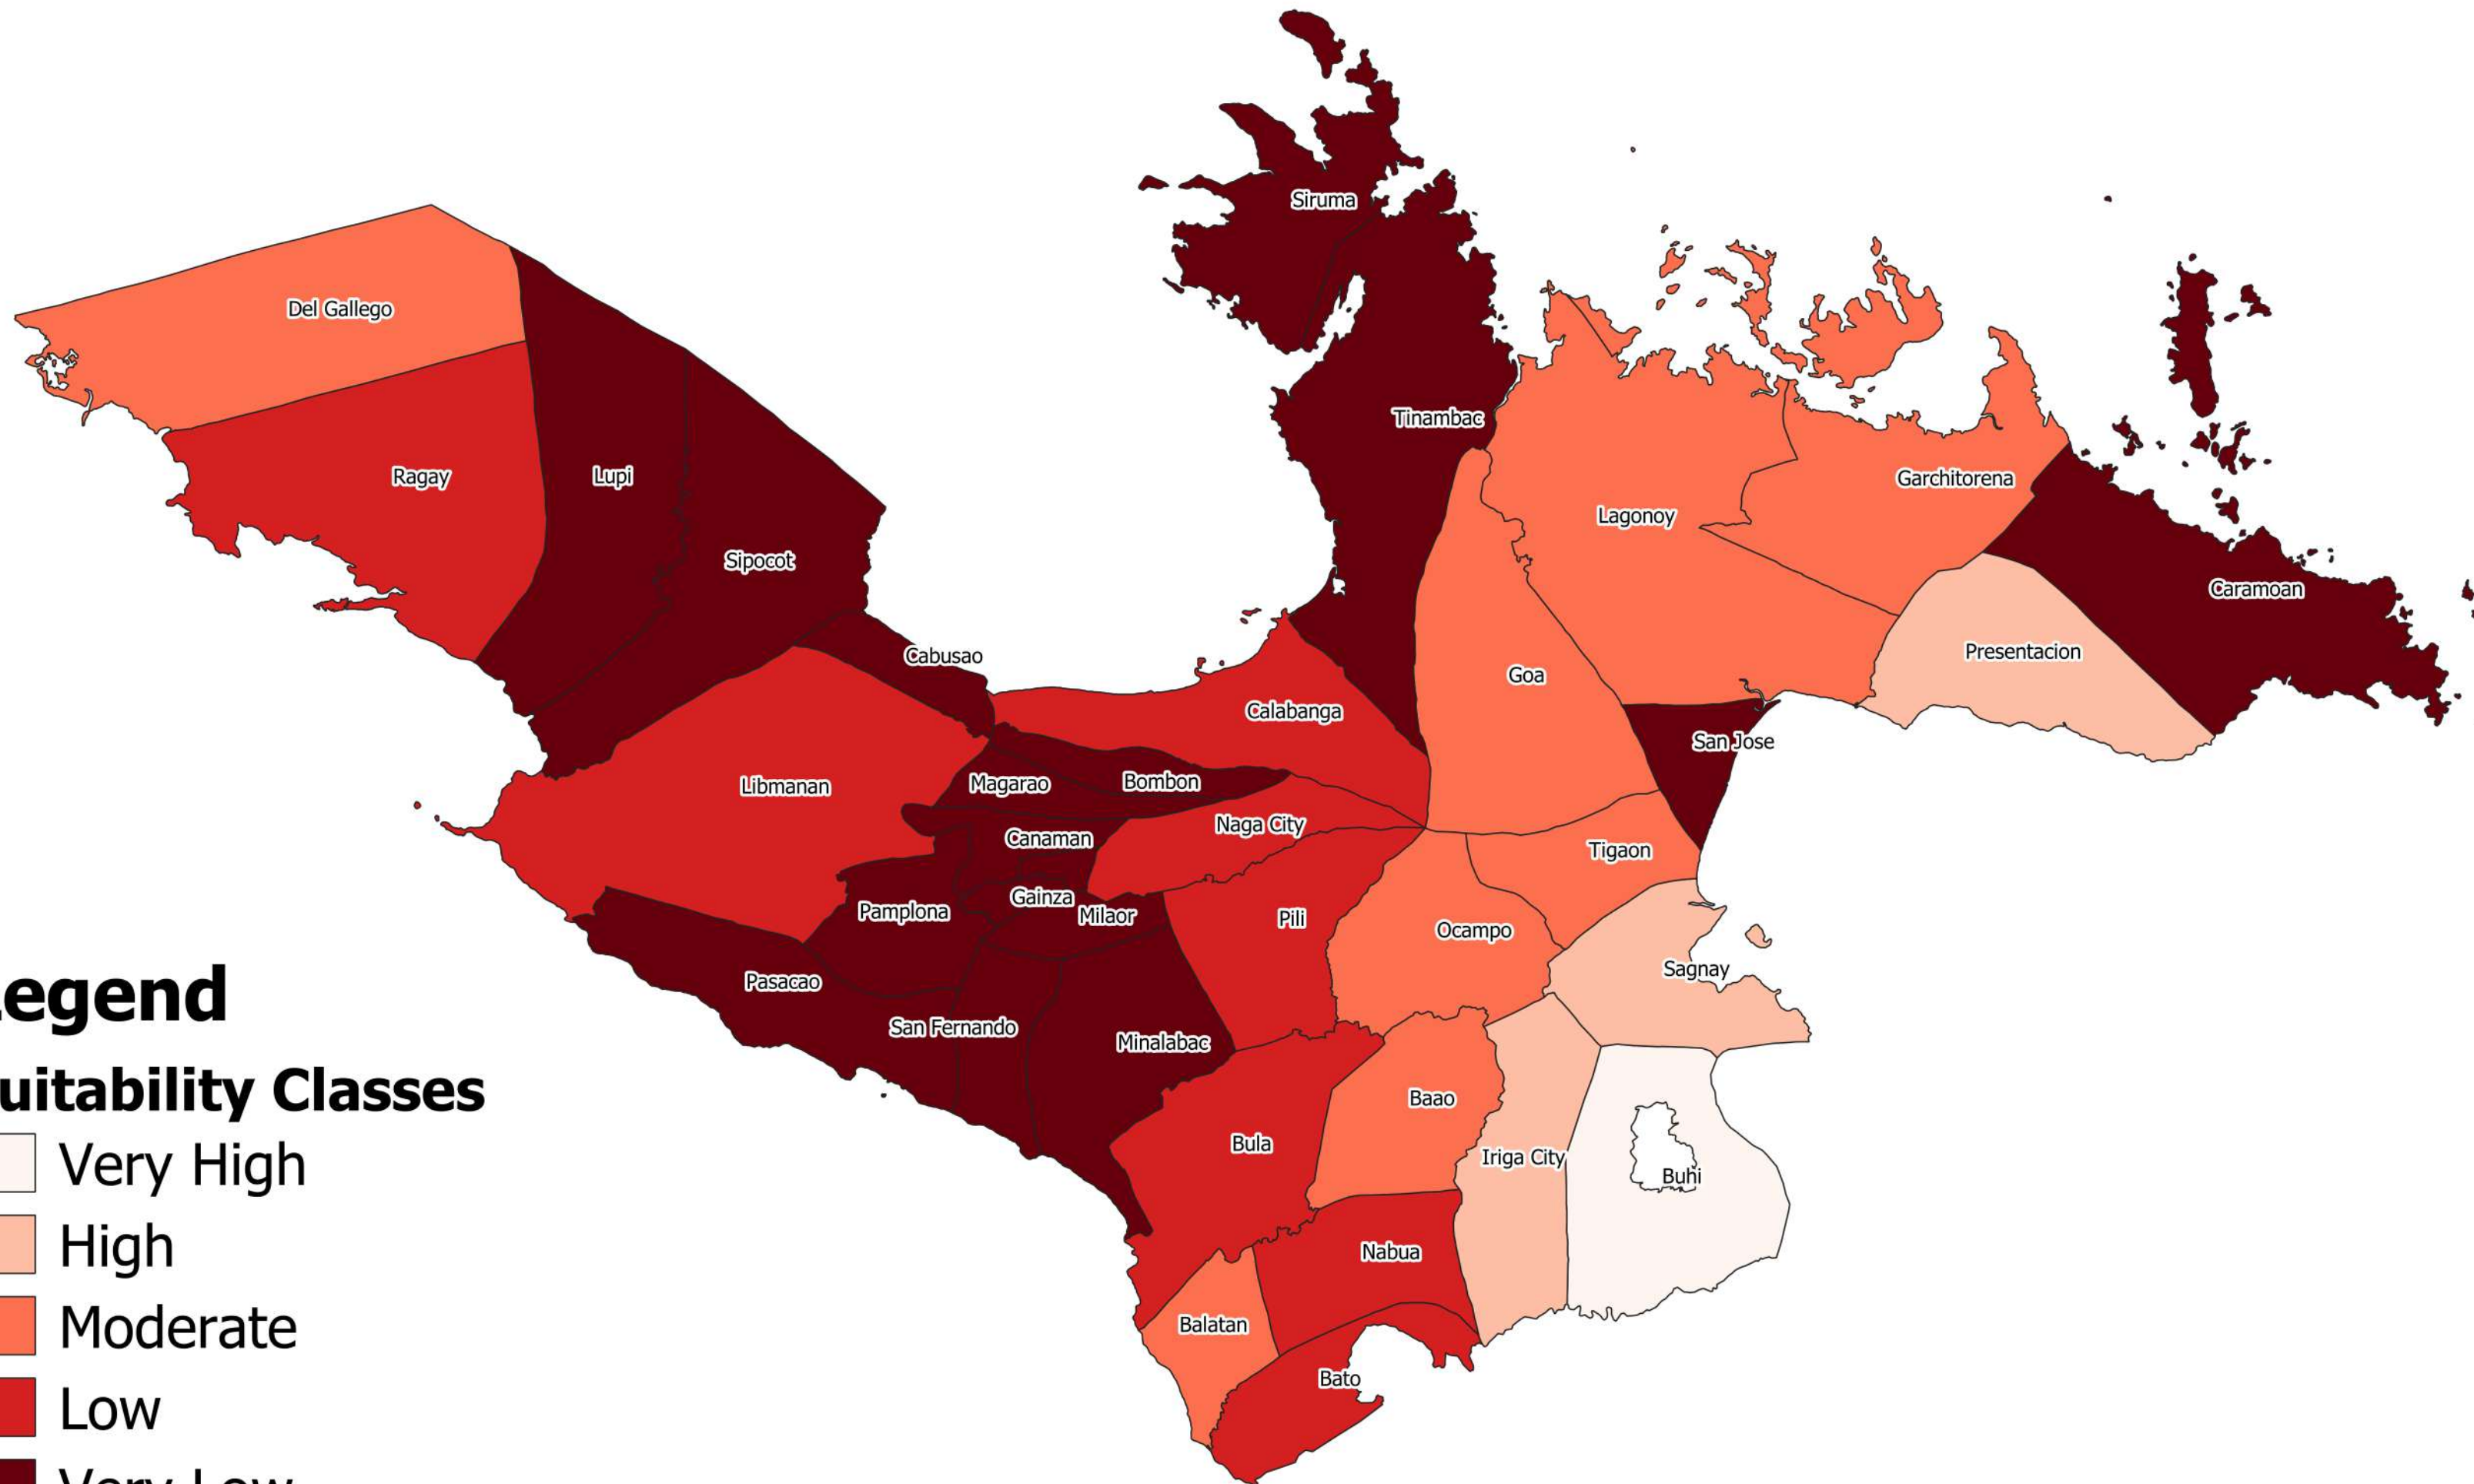 Siruma
Del Gallego
Tinambac
Ragay
Lupi
Garchitorena
Lagonoy
Sipocot
Caramoan
Cabusao
Presentacion
Goa
Calabanga
San Jose
Libmanan
Magarao
Bombon
Naga City
Canaman
Tigaon
Gainza
Pamplona
Milaor
Pili
Ocampo
Sagnay
Pasacao
San Fernando
Minalabac
Baao
Bula
Iriga City
Buhi
Nabua
Balatan
Bato
egend
uitability Classes
Very High
High
Moderate
Low
Very Low